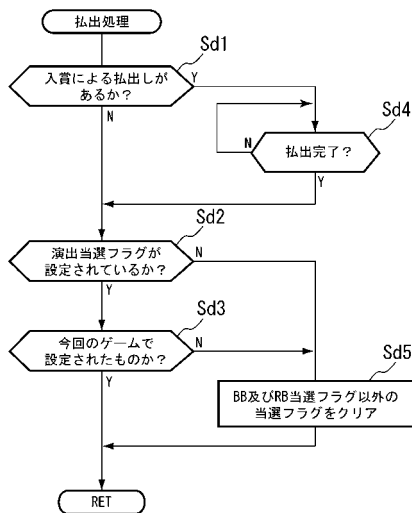 払出処理
Sd1
入賞による払出しが
あるか？
Y
N
Sd4
払出完了？
N
Y
Sd2
演出当選フラグが
設定されているか？
N
Y
Sd3
今回のゲームで
設定されたものか？
N
Y
Sd5
BB及びRB当選フラグ以外の
当選フラグをクリア
RET